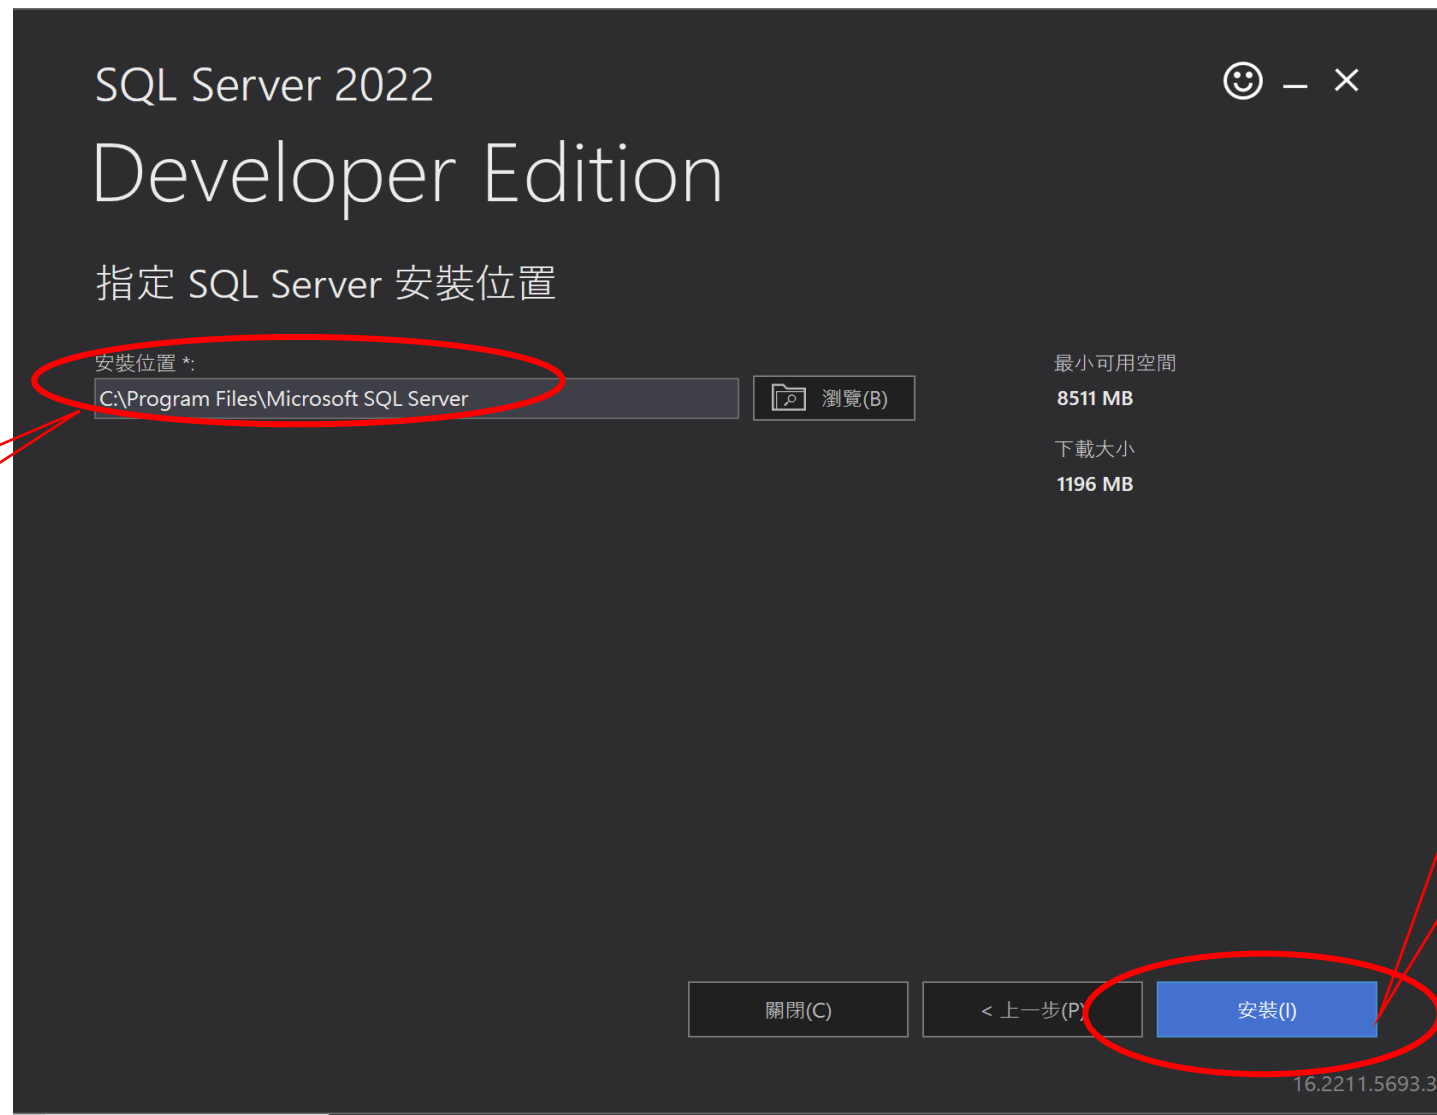 SQL Server 2022
Developer Edition
指定 SQL Server 安裝位置
安裝位置 *:
C:\Program Files\Microsoft SQL Server
瀏覽(B)
最小可用空間
8511 MB
下載大小
1196 MB
關閉(C)
< 上一步(P)
安裝(I)
16.2211.5693.3